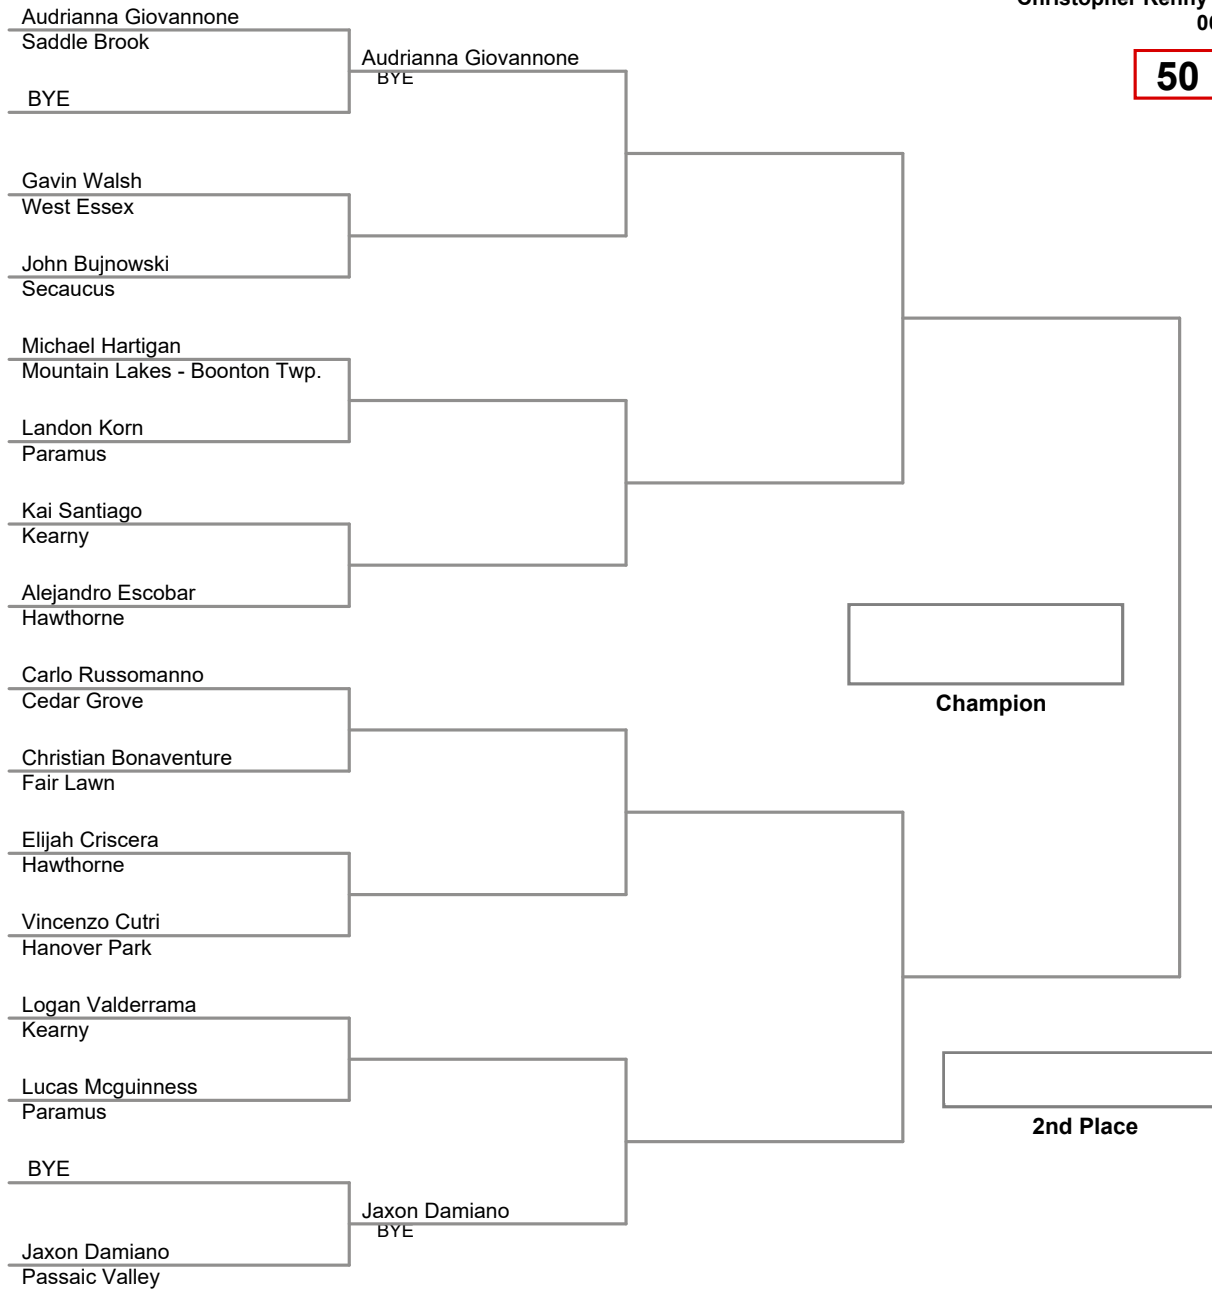 Christopher Kenny
50
Audrianna Giovannone
Saddle Brook
Audrianna Giovannone
BYE
BYE
Gavin Walsh
West Essex
John Bujnowski
Secaucus
Michael Hartigan
Mountain Lakes - Boonton Twp.
Landon Korn
Paramus
Kai Santiago
Kearny
Alejandro Escobar
Hawthorne
Carlo Russomanno
Cedar Grove
Champion
Christian Bonaventure
Fair Lawn
Elijah Criscera
Hawthorne
Vincenzo Cutri
Hanover Park
Logan Valderrama
Kearny
Lucas Mcguinness
Paramus
2nd Place
BYE
Jaxon Damiano
BYE
Jaxon Damiano
Passaic Valley